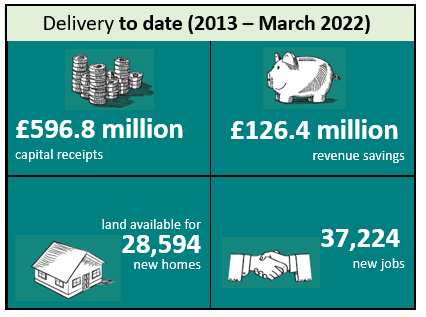 Delivery to date (2013 – March 2022)
£596.8 million
capital receipts
£126.4 million
revenue savings
land available for
28,594
new homes
37,224
new jobs